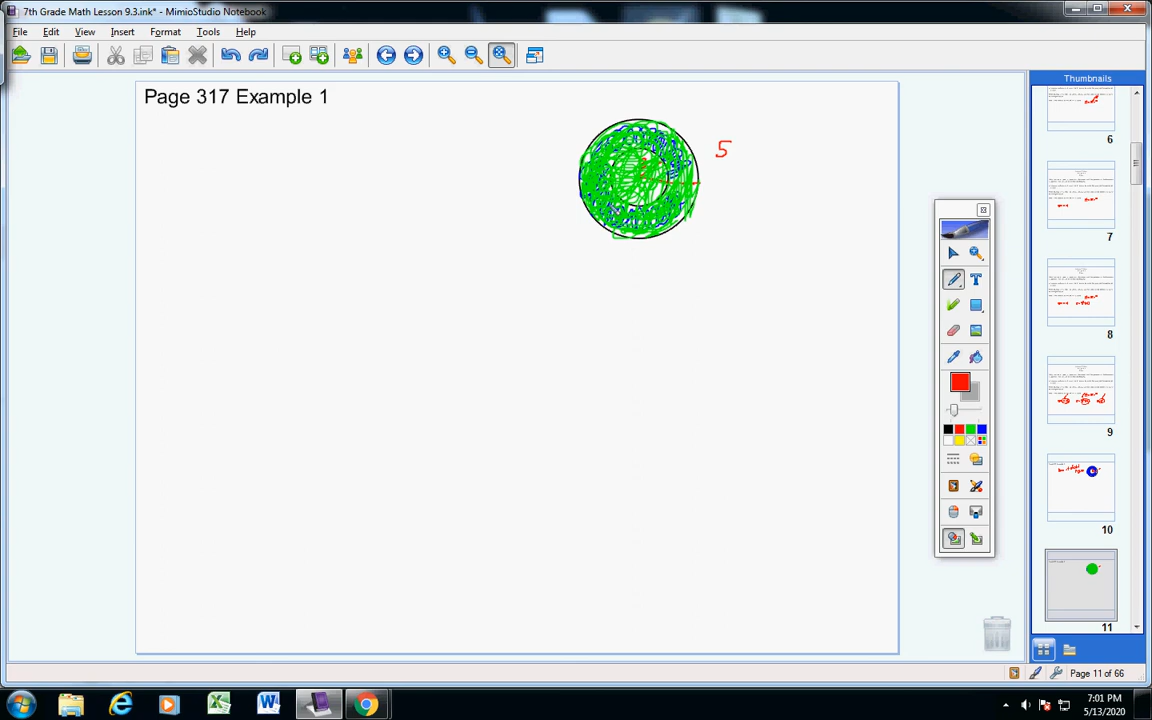 7th Grade Math Lesson 9.3.ink* - MimioStudio Notebook
File Edit View Insert Format Tools Help
Page 317 Example 1
5
Thumbnails
6
7
8
9
10
11
Page 11 of 66
7:01 PM
5/13/2020